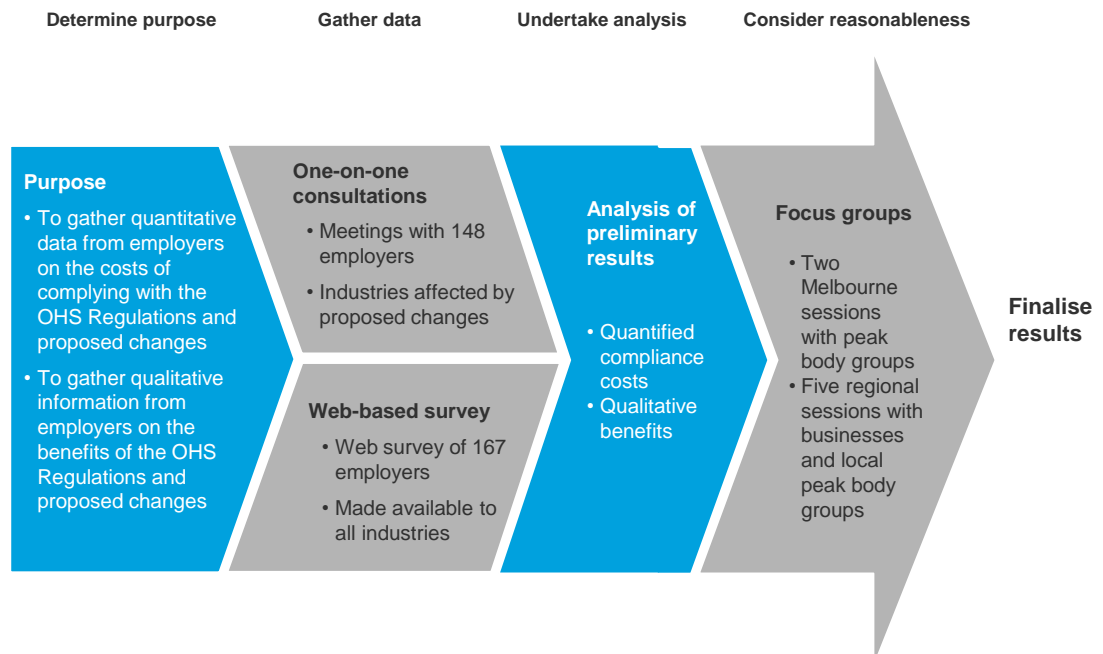 Determine purpose
Gather data
Undertake analysis
Consider reasonableness
Purpose
• To gather quantitative
data from employers
on the costs of
complying with the
OHS Regulations and
proposed changes
• To gather qualitative
information from
employers on the
benefits of the OHS
Regulations and
proposed changes
One-on-one
consultations
• Meetings with 148
employers
• Industries affected by
proposed changes
Web-based survey
• Web survey of 167
employers
• Made available to
all industries
Analysis of
preliminary
results
• Quantified
compliance
costs
• Qualitative
benefits
Focus groups
• Two
Melbourne
sessions
with peak
body groups
• Five regional
sessions with
businesses
and local
peak body
groups
Finalise
results